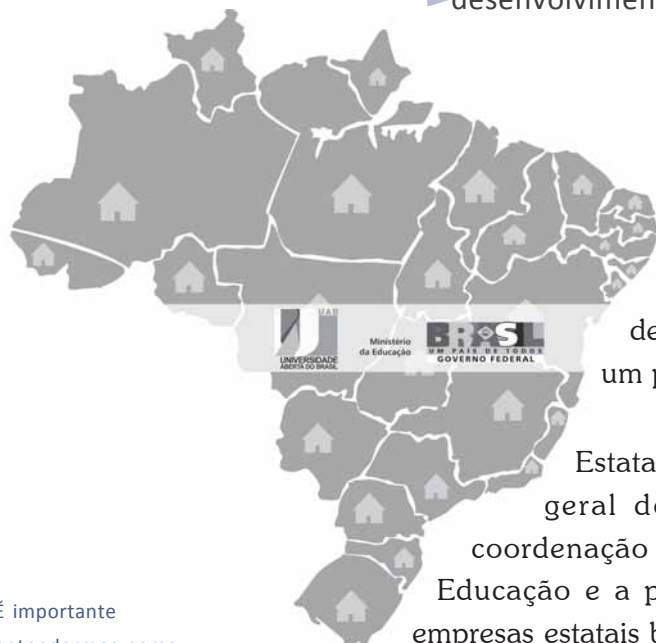 desenvolvimen
UAB
UNIVERSIDADE
ABERTA DO BRASIL
Ministério
da Educação
BRASIL
UM PAÍS DE TODOS
GOVERNO FEDERAL
de
um p
Estata
geral de
coordenação
Educação e a p
empresas estatais b
É importante